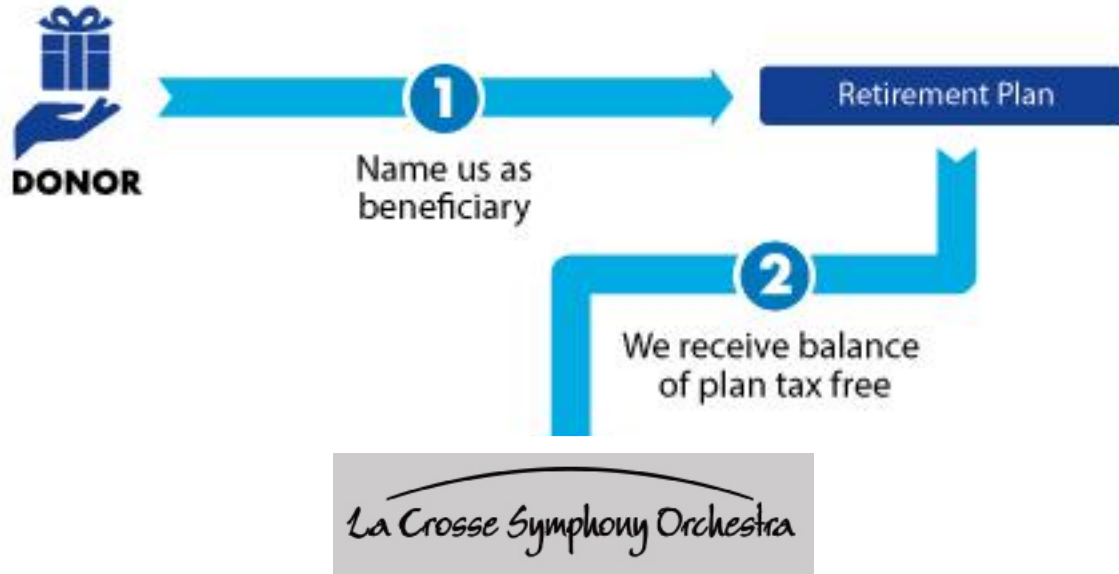 DONOR
1
Retirement Plan
Name us as
beneficiary
2
We receive balance
of plan tax free
La Crosse Symphony Orchestra